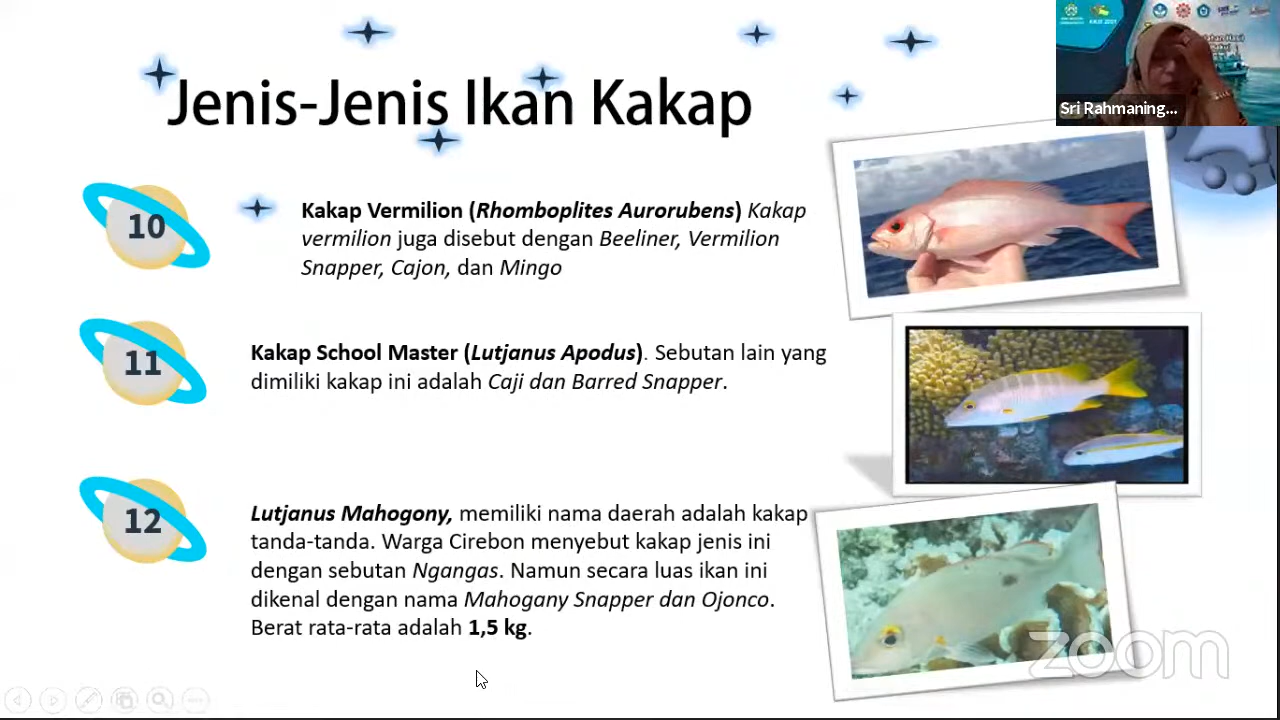 Jenis-Jenis Ikan Kakap
Sri Rahmaning...
10
Kakap Vermilion (Rhomboplites Aurorubens) Kakap
vermilion juga disebut dengan Beeliner, Vermilion
Snapper, Cajon, dan Mingo
11
Kakap School Master (Lutjanus Apodus). Sebutan lain yang
dimiliki kakap ini adalah Caji dan Barred Snapper.
12
Lutjanus Mahogony, memiliki nama daerah adalah kakap
tanda-tanda. Warga Cirebon menyebut kakap jenis ini
dengan sebutan Ngangas. Namun secara luas ikan ini
dikenal dengan nama Mahogany Snapper dan Ojonco.
Berat rata-rata adalah 1,5 kg.
zoom